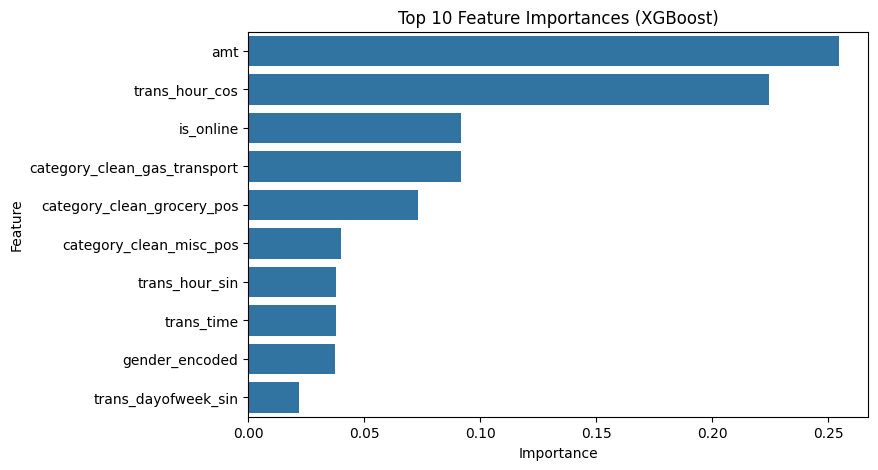 Top 10 Feature Importances (XGBoost)
Feature
amt
trans_hour_cos
is_online
category_clean_gas_transport
category_clean_grocery_pos
category_clean_misc_pos
trans_hour_sin
trans_time
gender_encoded
trans_dayofweek_sin
0.00 0.05 0.10 0.15 0.20 0.25
Importance